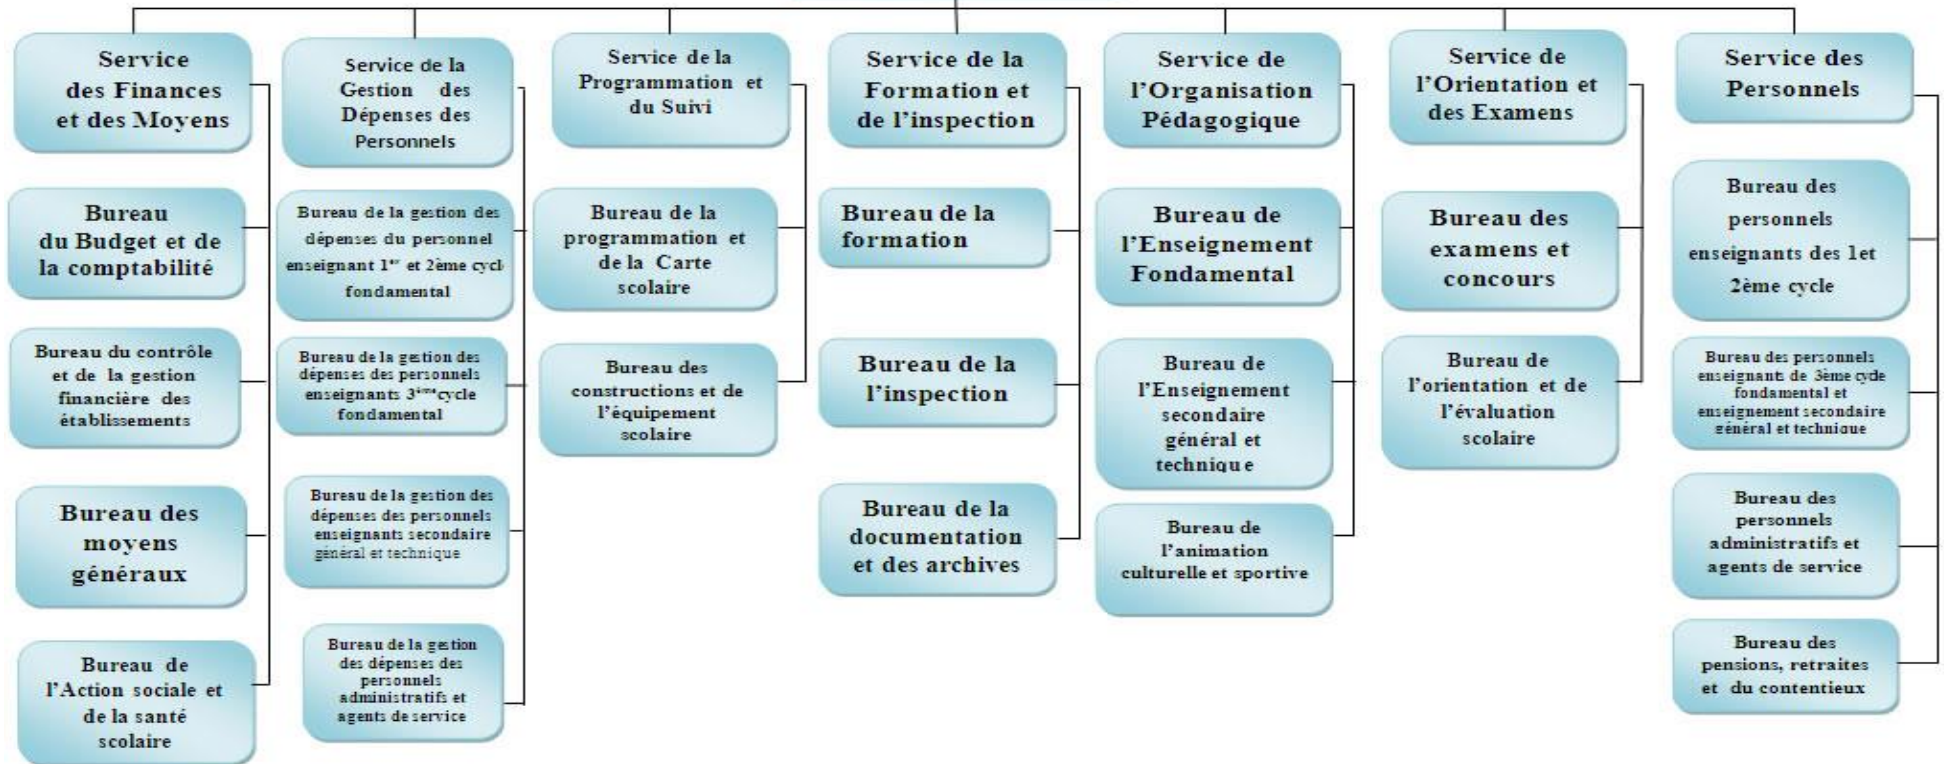 Service
des Finances
et des Moyens
Bureau
du Budget et de
la comptabilité
Bureau du contrôle
et de la gestion
financière des
établissements
Bureau des
moyens
généraux
Bureau de
l'Action sociale et
de la santé
scolaire
Service de la
Gestion des
Dépenses des
Personnels
Bureau de la gestion des
dépenses du personnel
enseignant 1er et 2ème cycl
fondamental
Bureau de la gestion des
dépenses des personnels
enseignants 3ème cycle
fondamental
Bureau de la gestion des
dépenses des personnels
enseignants secondaire
général et technique
Bureau de la gestion
des dépenses des
personnels
administratifs et
agents de service
Service de la
Programmation et
du Suivi
Bureau de la
programmation et
de la Carte
scolaire
Bureau des
constructions et de
l'équipement
scolaire
Service de la
Formation et
de l'inspection
Bureau de la
formation
Bureau de la
l'inspection
Bureau de la
documentation
et des archives
Service de
l'Organisation
Pédagogique
Bureau de
l'Enseignement
Fondamental
Bureau de
l'Enseignement
secondaire
général et
technique
Bureau de
l'animation
culturelle et sportive
Service de
l'Orientation et
des Examens
Bureau des
examens et
concours
Bureau de
l'orientation et de
l'évaluation
scolaire
Service des
Personnels
Bureau des
personnels
enseignants des 1et
2ème cycle
Bureau des personnels
enseignants de 3ème cycle
fondamental et
enseignement secondaire
général et technique
Bureau des
personnels
administratifs et
agents de service
Bureau des
pensions, retraites
et du contentieux